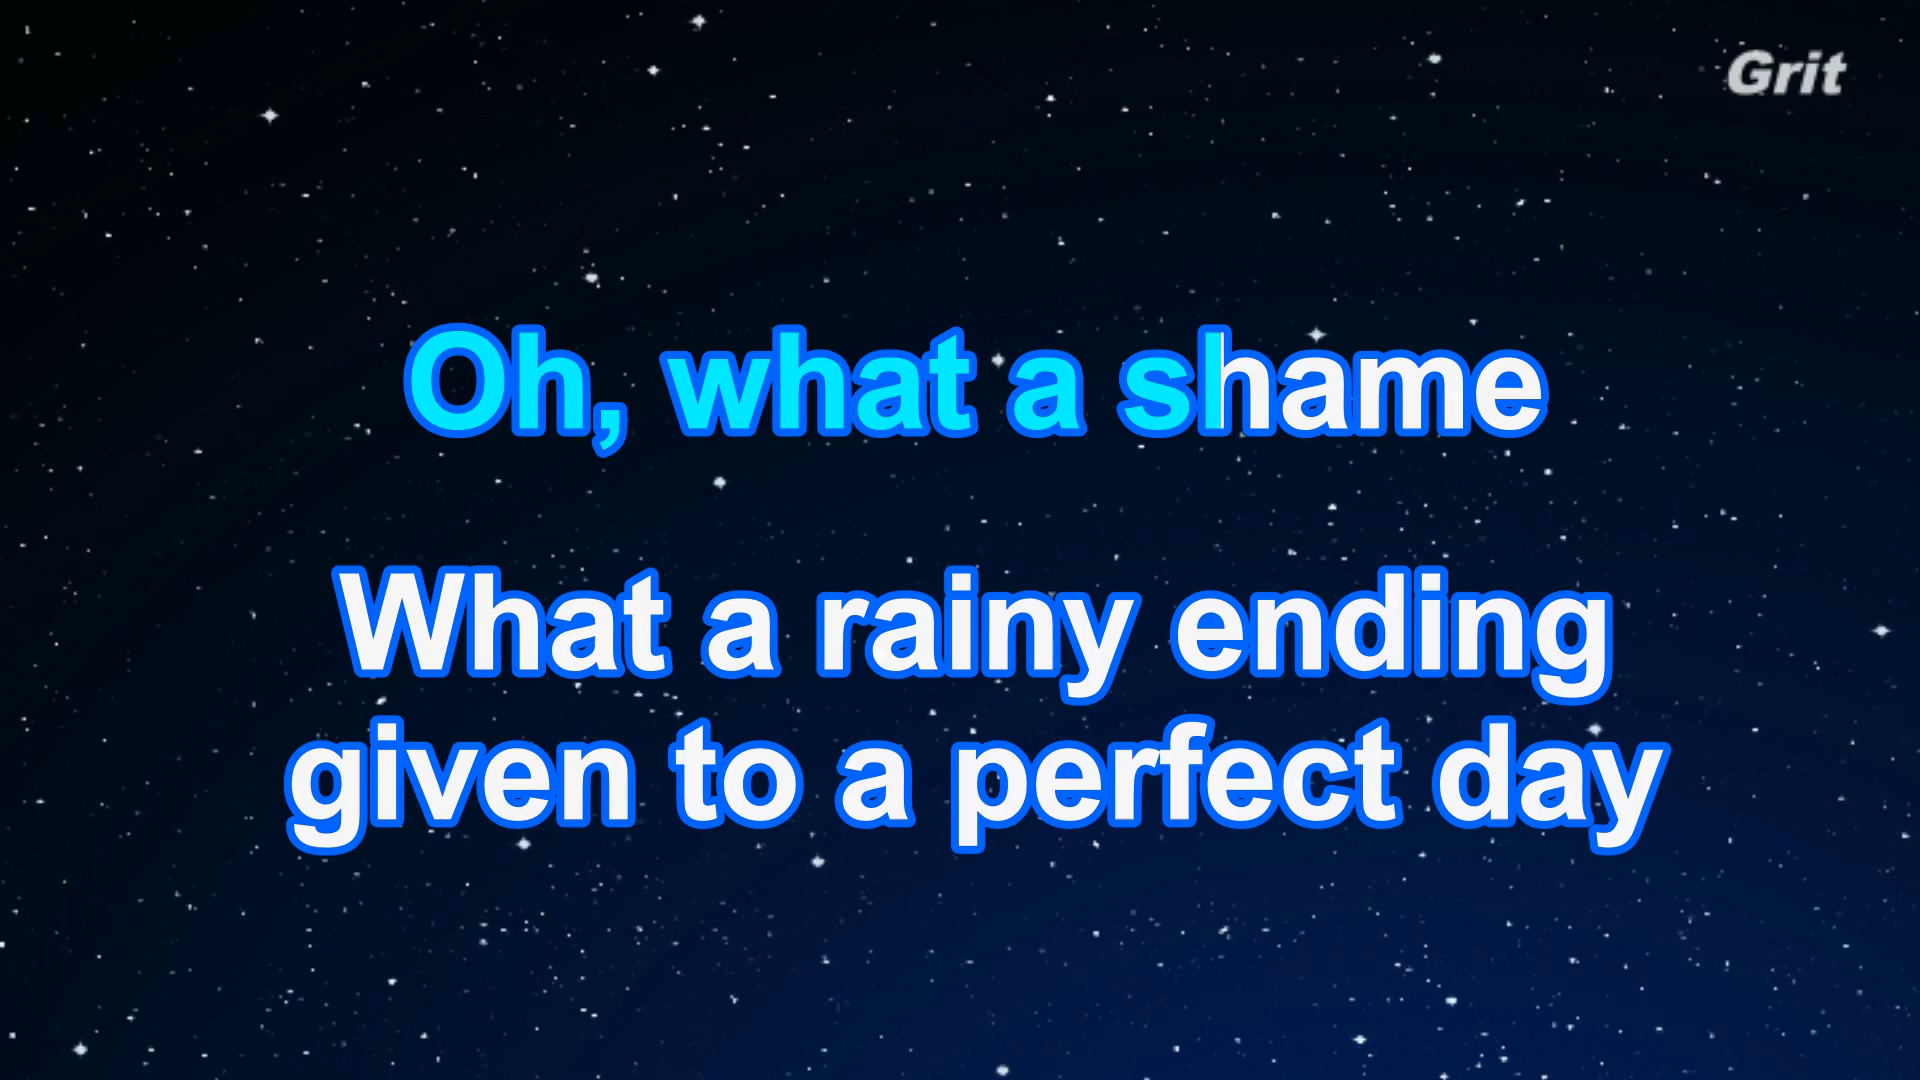 Grit
Oh, what a shame
What a rainy ending
given to a perfect day